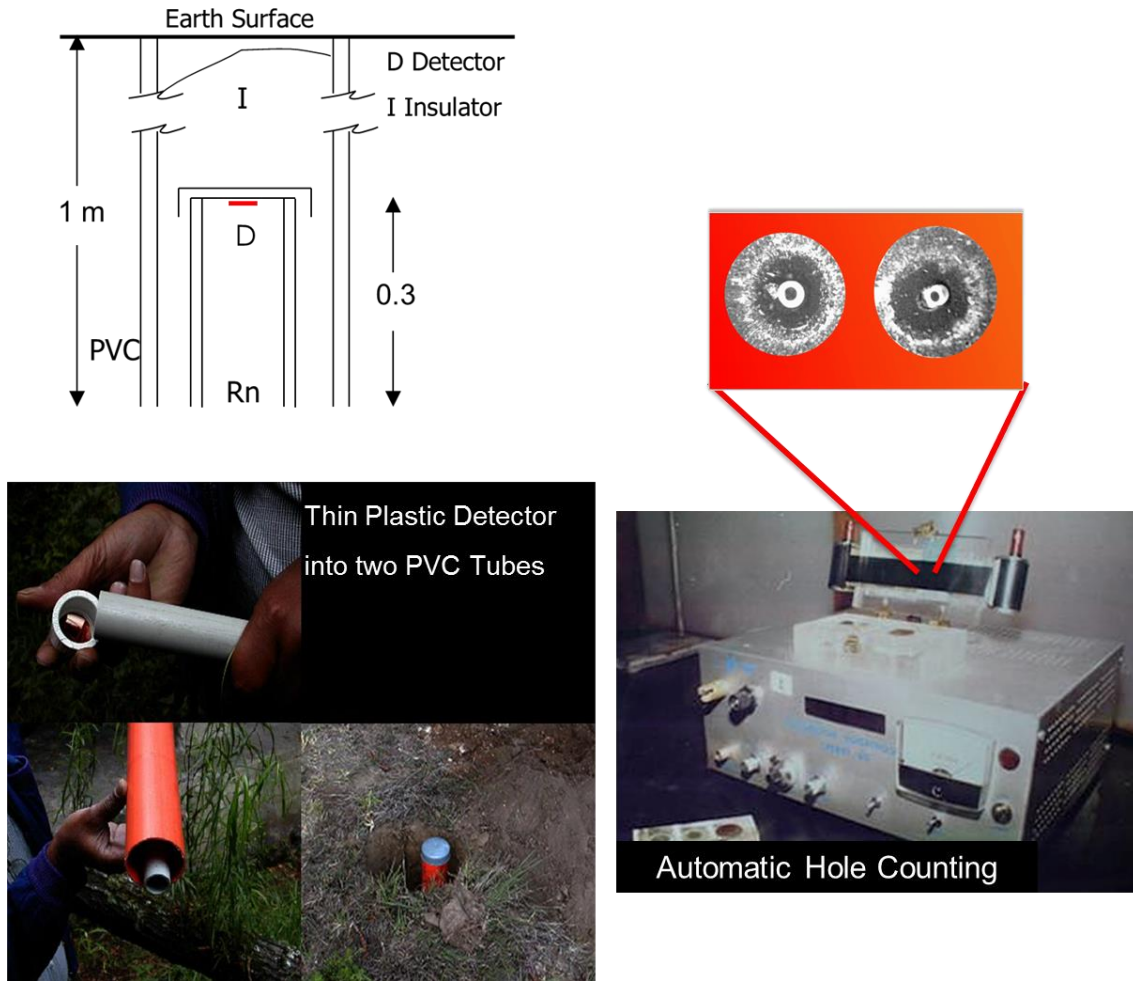 Earth Surface
D Detector
I
I Insulator
1 m
D
0.3
PVC
Rn
Thin Plastic Detector
into two PVC Tubes
Automatic Hole Counting